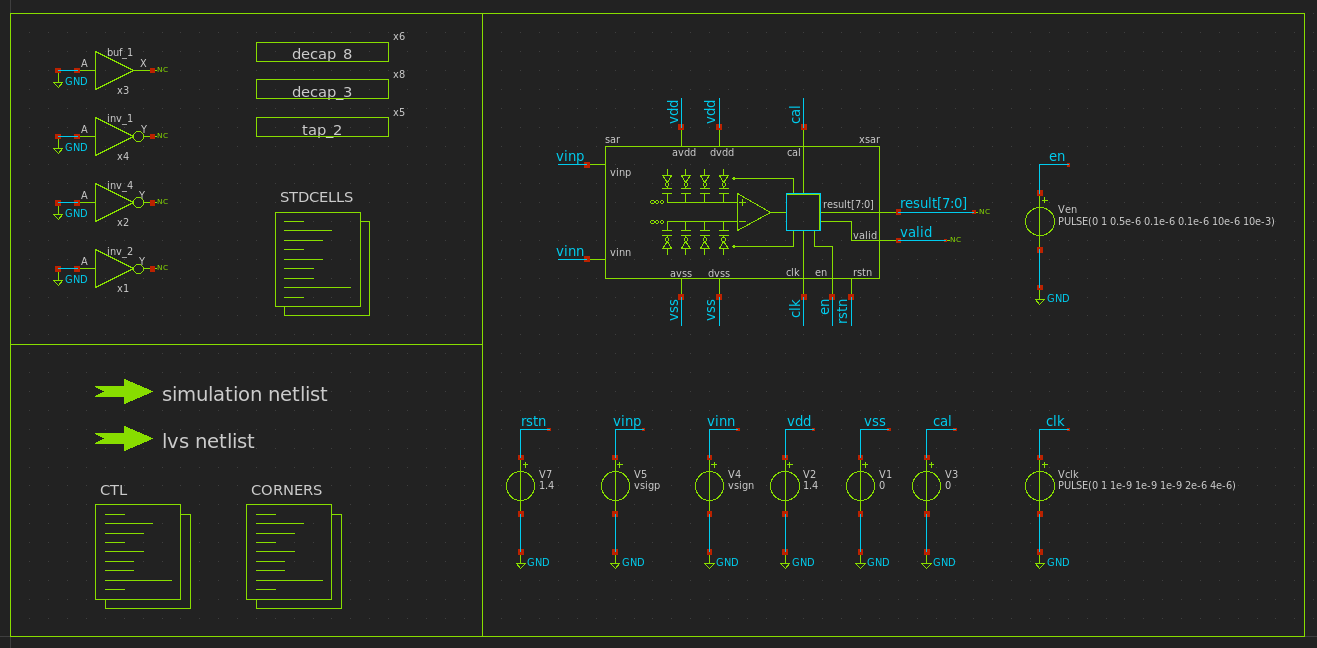 buf_1
A
X
NC
GND
x3
inv_1
A
Y
NC
GND
x4
inv_4
A
Y
NC
GND
x2
inv_2
A
Y
NC
GND
x1
x6
decap_8
x8
decap_3
x5
tap_2
STDCELLS
simulation netlist
lvs netlist
CTL
CORNERS
vdd
vdd
cal
sar
xsar
avdd
dvdd
cal
vinp
vinp
result[7:0]
result[7:0]
NC
valid
valid
NC
vinn
vinn
avss
dvss
clk
en
rstn
vss
vss
clk
en
rstn
en
Ven
PULSE(0 1 0.5e-6 0.1e-6 0.1e-6 10e-6 10e-3)
GND
rstn
V7
1.4
GND
vinp
V5
vsigp
GND
vinn
V4
vsign
GND
vdd
V2
1.4
GND
vss
V1
0
GND
cal
V3
0
GND
clk
Vclk
PULSE(0 1 1e-9 1e-9 1e-9 2e-6 4e-6)
GND